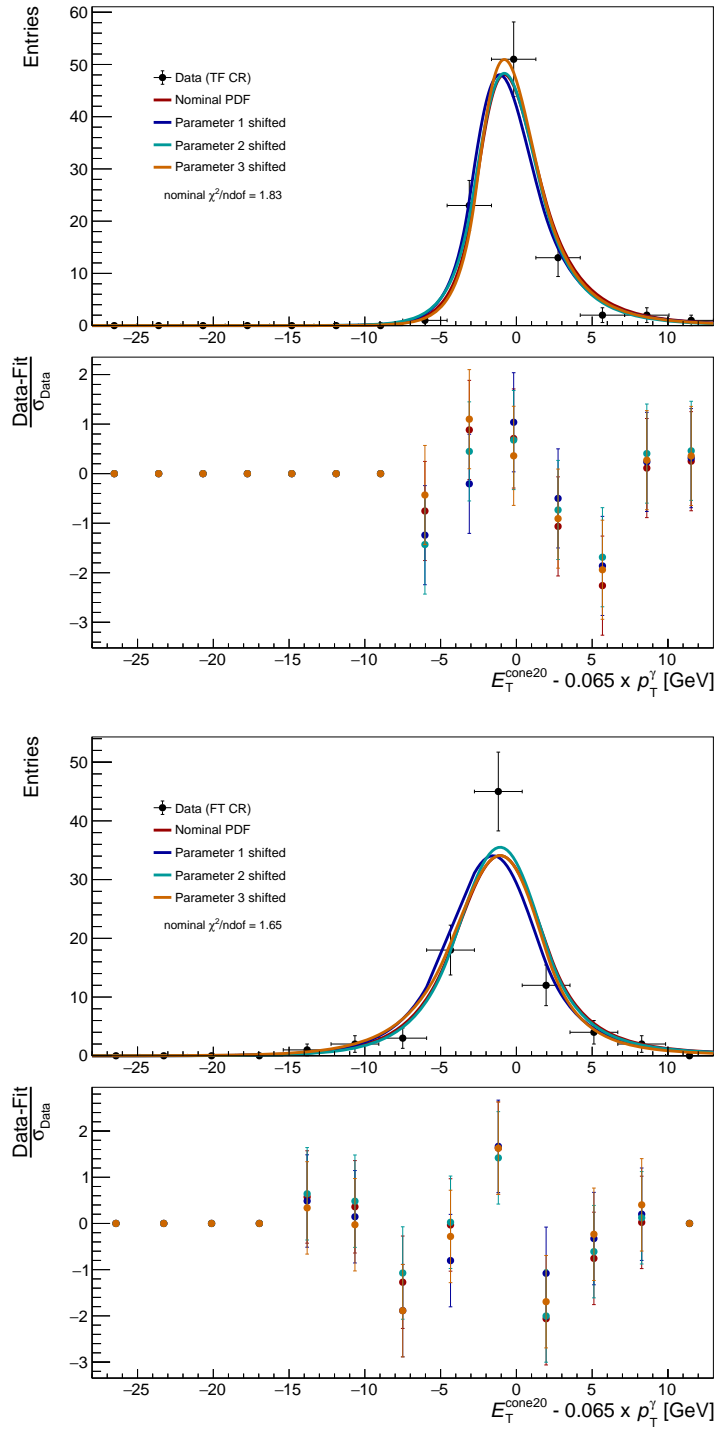 Entries
60
50
40
30
20
10
0
Data (TF CR)
Nominal PDF
Parameter 1 shifted
Parameter 2 shifted
Parameter 3 shifted
nominal χ²/ndof = 1.83
−25 −20 −15 −10 −5 0 5 10
Data-Fit
σ_Data
2
1
0
−1
−2
−3
−25 −20 −15 −10 −5 0 5 10
E_T^cone20 - 0.065 x p_T^γ [GeV]
Entries
50
40
30
20
10
0
Data (FT CR)
Nominal PDF
Parameter 1 shifted
Parameter 2 shifted
Parameter 3 shifted
nominal χ²/ndof = 1.65
−25 −20 −15 −10 −5 0 5 10
Data-Fit
σ_Data
2
1
0
−1
−2
−3
−25 −20 −15 −10 −5 0 5 10
E_T^cone20 - 0.065 x p_T^γ [GeV]